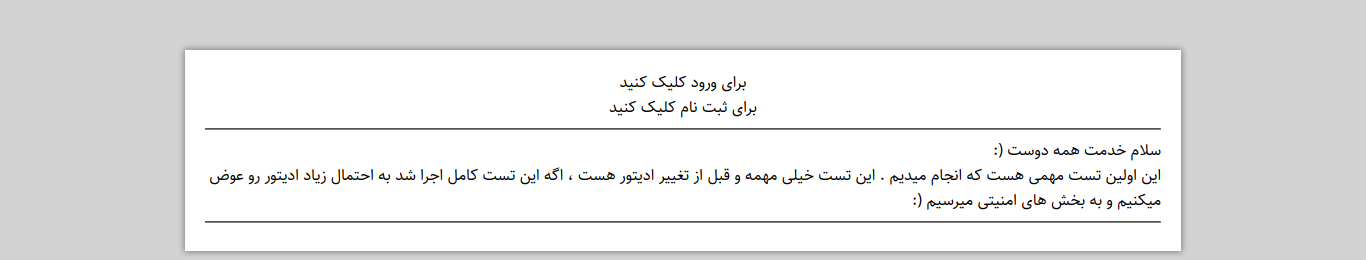 برای ورود کلیک کنید
برای ثبت نام کلیک کنید
سلام خدمت همه دوست (:
این اولین تست مهمی هست که انجام میدیم . این تست خیلی مهمه و قبل از تغییر ادیتور هست ، اگه این تست کامل اجرا شد به احتمال زیاد ادیتور رو عوض
میکنیم و به بخش های امنیتی میرسیم (: